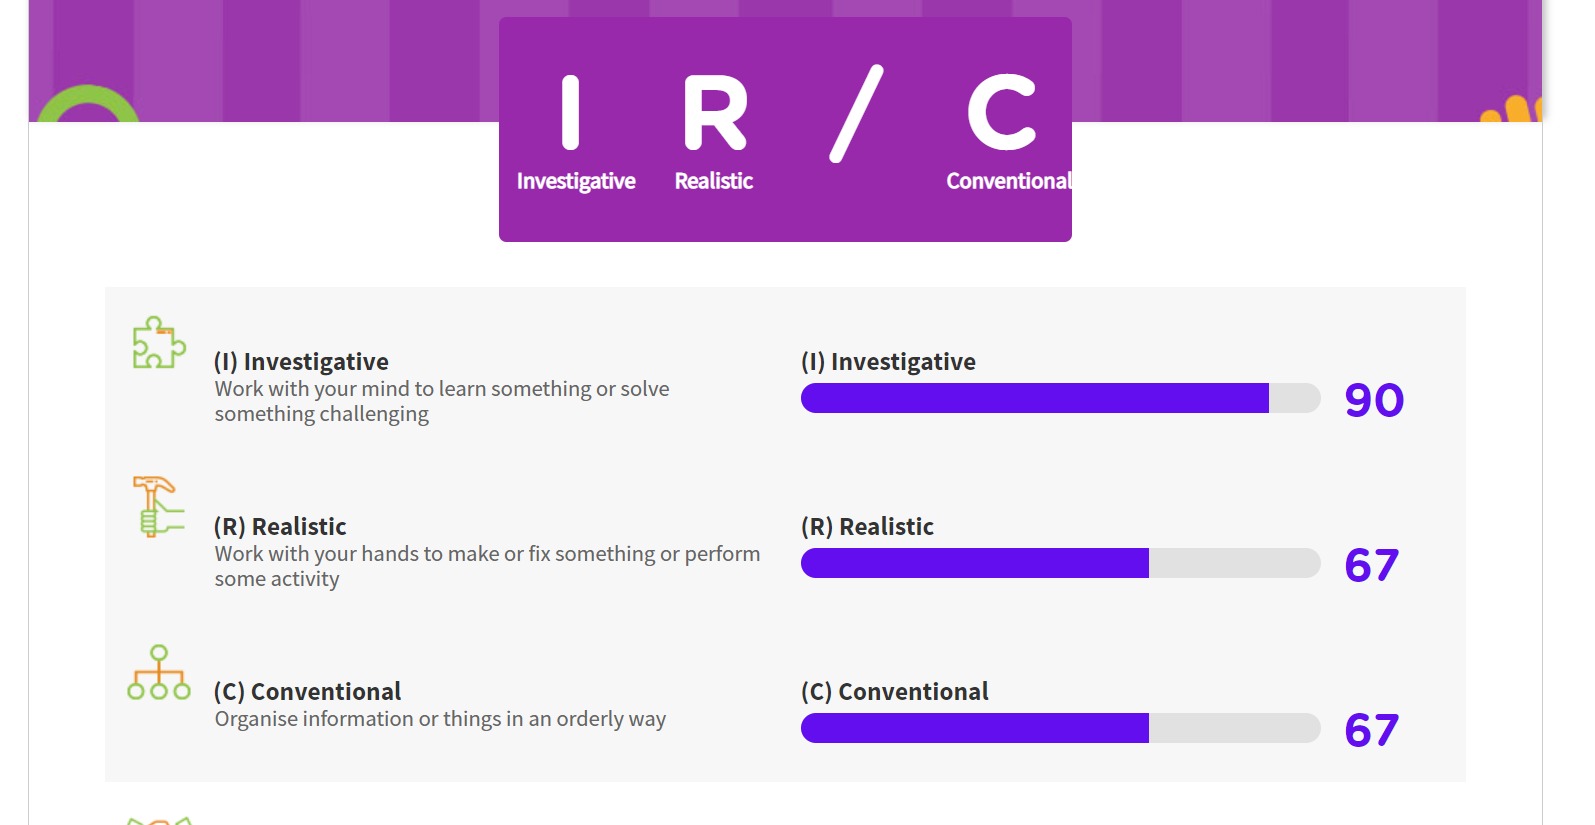 I R / C
Investigative Realistic Conventional
(I) Investigative
Work with your mind to learn something or solve
something challenging
(I) Investigative
90
(R) Realistic
Work with your hands to make or fix something or perform
some activity
(R) Realistic
67
(C) Conventional
Organise information or things in an orderly way
(C) Conventional
67